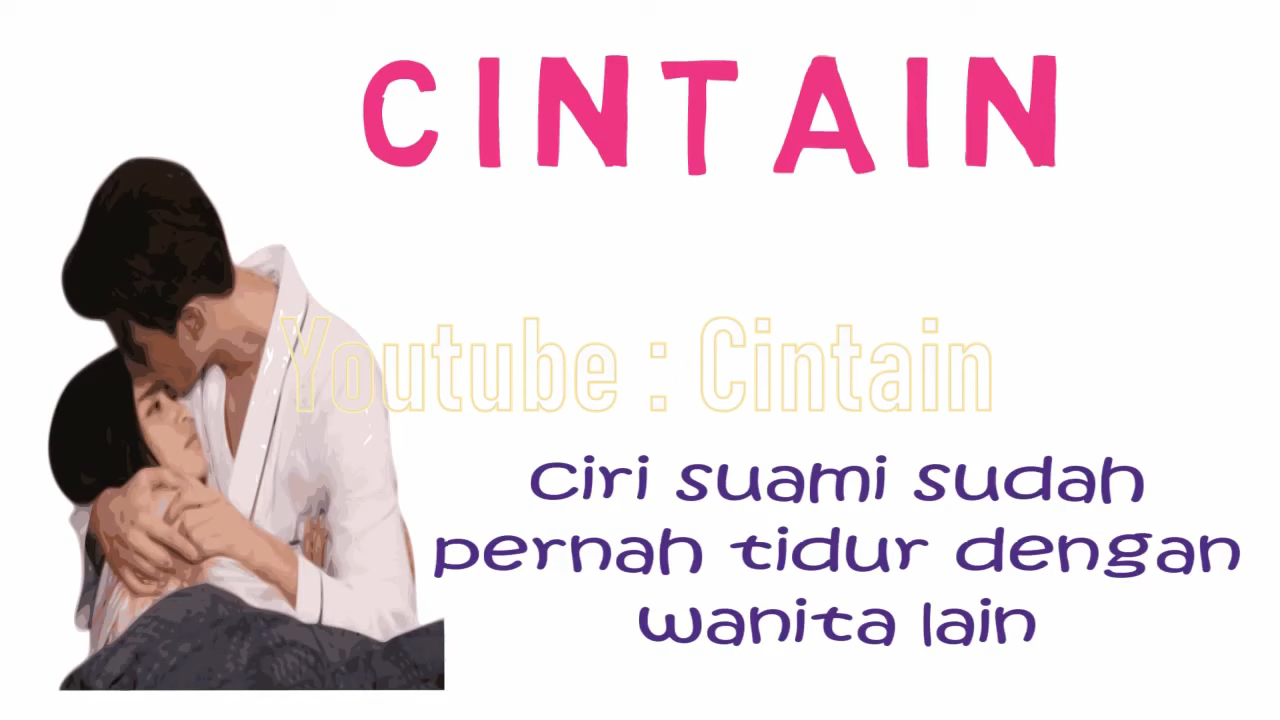 CINTAIN
Youtube : Cintain
ciri suami sudah
pernah tidur dengan
wanita lain